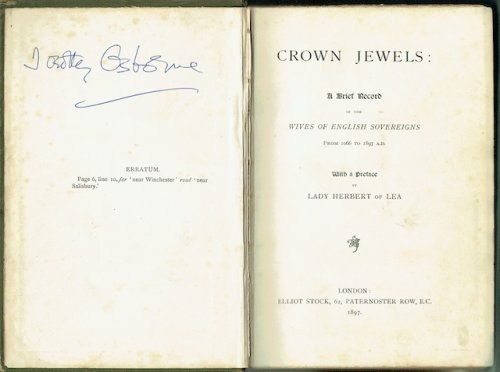 Dorothy Osborne
ERRATUM.
Page 6, line 10, for ' near Winchester ' read ' near
Salisbury.'
CROWN JEWELS:
A Brief Record
OF THE
WIVES OF ENGLISH SOVEREIGNS
FROM 1066 TO 1897 A.D.
With a Preface
BY
LADY HERBERT OF LEA
LONDON:
ELLIOT STOCK, 62, PATERNOSTER ROW, E.C.
1897.